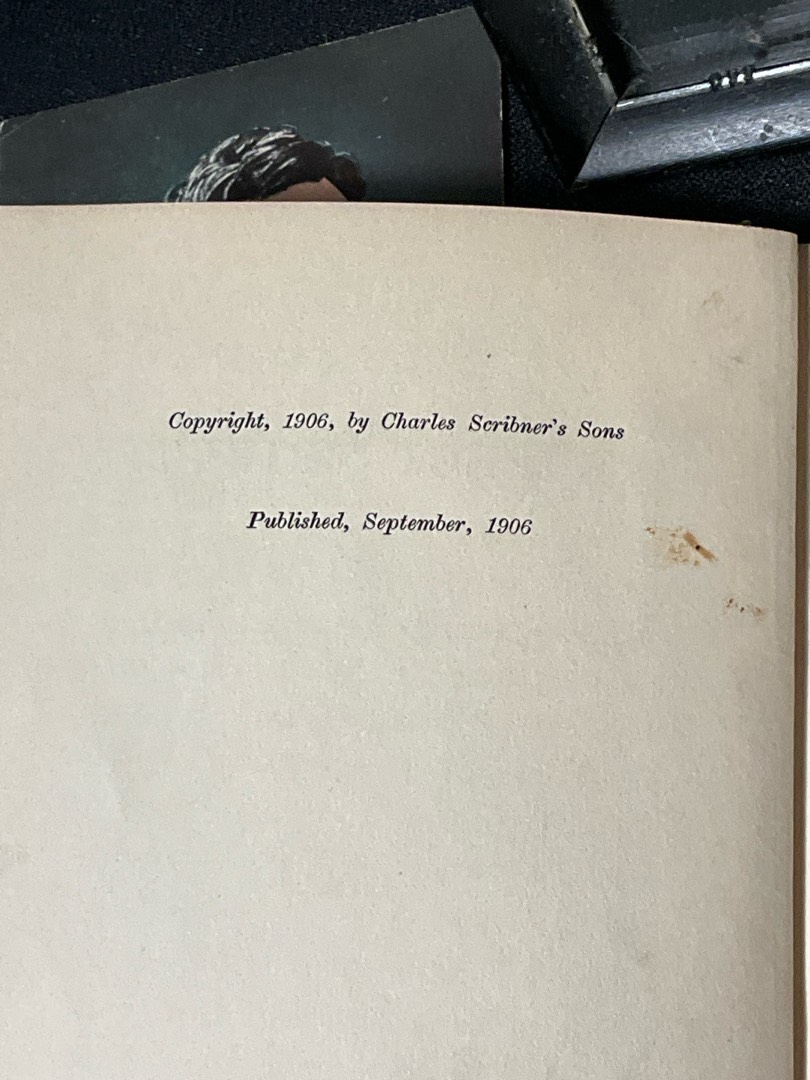 Copyright, 1906, by Charles Scribner's Sons
Published, September, 1906